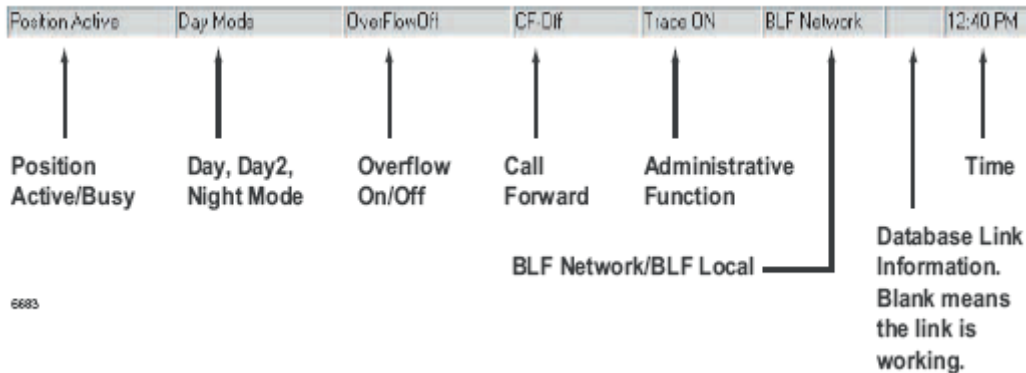 Position Active Day Mode OverFlowOff CF-Off Trace ON BLF Network 12:40 PM
Position Active/Busy
Day, Day2, Night Mode
Overflow On/Off
Call Forward
Administrative Function
Time
BLF Network/BLF Local
Database Link
Information.
Blank means
the link is
working.
6683